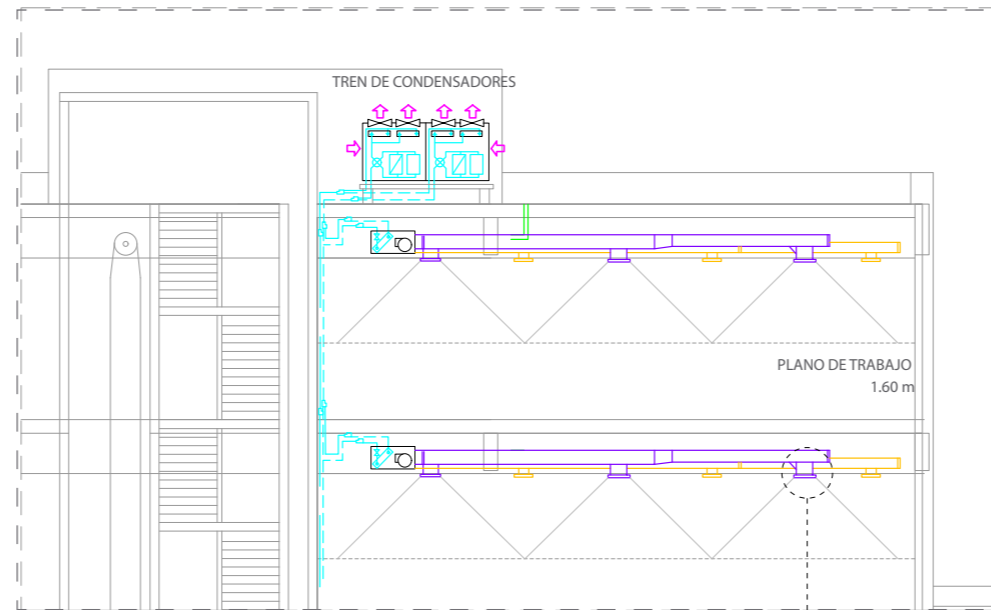 TREN DE CONDENSADORES
PLANO DE TRABAJO
1.60 m